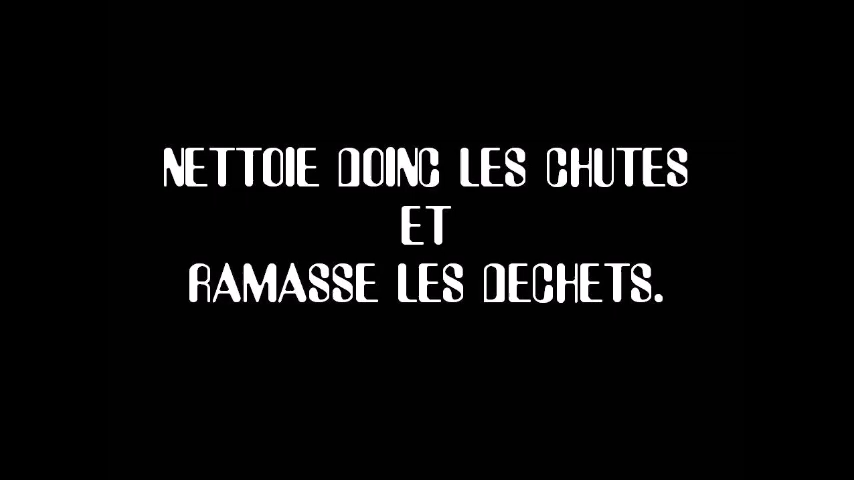 NETTOIE DOINC LES CHUTES
ET
RAMASSE LES DECHETS.